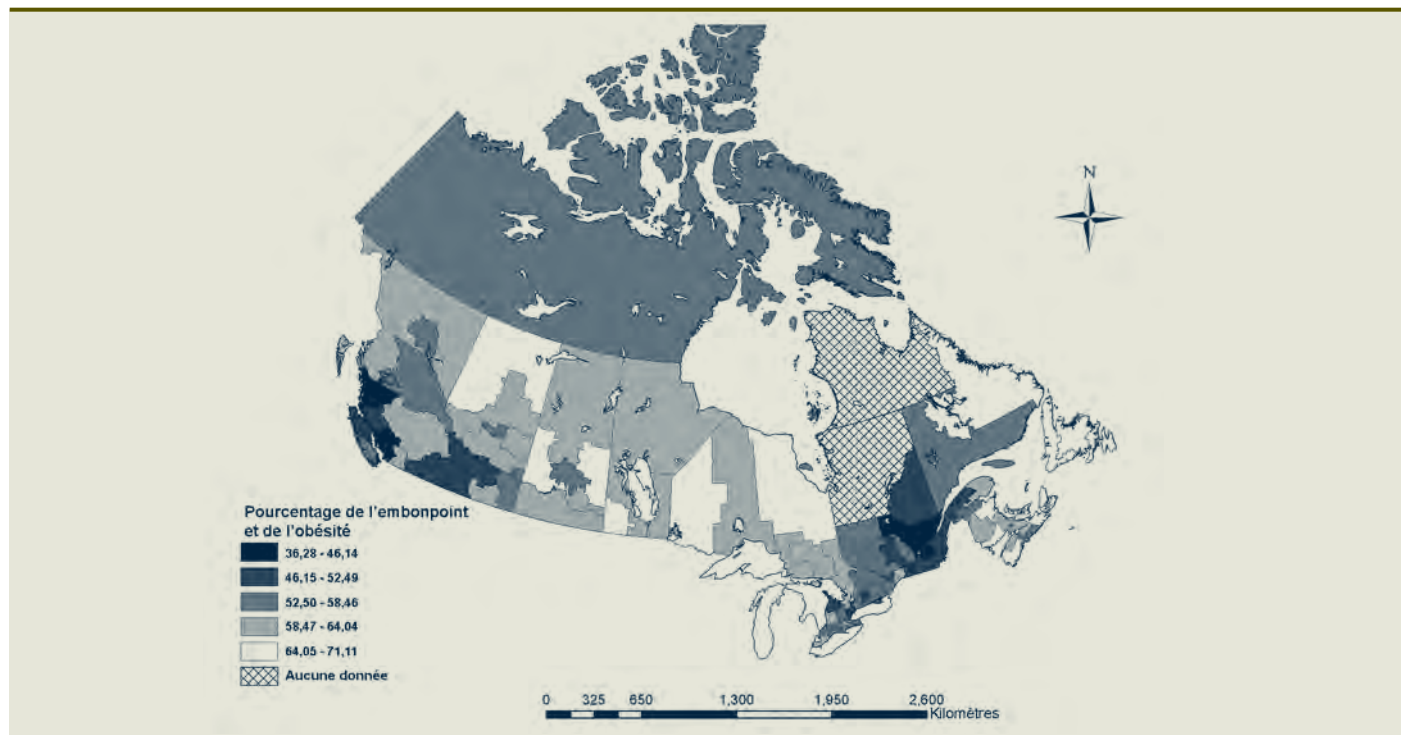 N
Pourcentage de l'embonpoint
et de l'obésité
36,28 - 46,14
46,15 - 52,49
52,50 - 58,46
58,47 - 64,04
64,05 - 71,11
Aucune donnée
0 325 650 1,300 1,950 2,600
Kilomètres